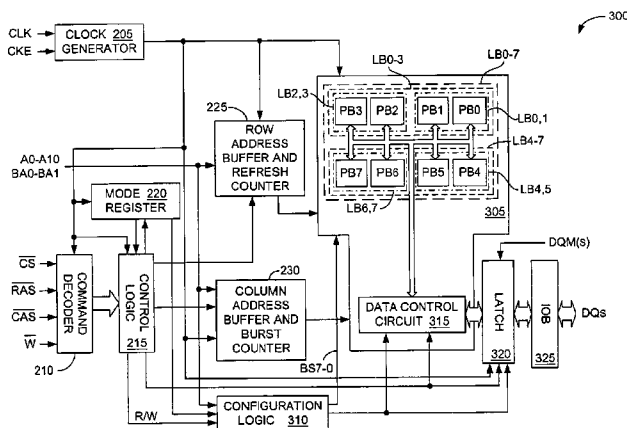 300
CLK
CKE
CLOCK 205
GENERATOR
LB0-3
LB0-7
LB2,3
PB3 PB2 PB1 PB0
LB0,1
225
ROW
ADDRESS
BUFFER AND
REFRESH
COUNTER
A0-A10
BA0-BA1
LB4-7
PB7 PB6 PB5 PB4
LB6,7
LB4,5
305
MODE 220
REGISTER
DQM(s)
CS
RAS
CAS
W
COMMAND
DECODER
210
CONTROL
LOGIC
215
230
COLUMN
ADDRESS
BUFFER AND
BURST
COUNTER
DATA CONTROL
CIRCUIT 315
LATCH
320
IOB
325
DQs
BS7-0
R/W
CONFIGURATION
LOGIC 310